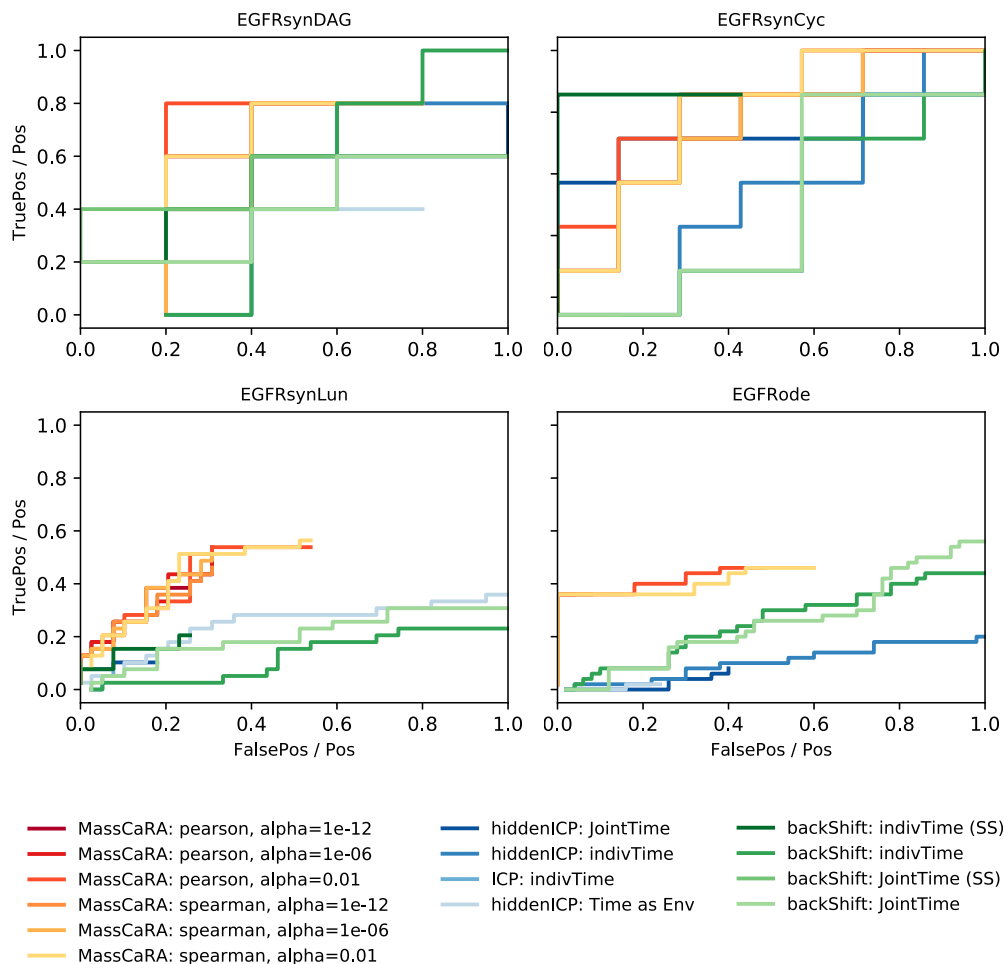 EGFRsynDAG
EGFRsynCyc
1.0
0.8
0.6
0.4
0.2
0.0
TruePos / Pos
0.0 0.2 0.4 0.6 0.8 1.0
0.0 0.2 0.4 0.6 0.8 1.0
EGFRsynLun
EGFRode
1.0
0.8
0.6
0.4
0.2
0.0
TruePos / Pos
0.0 0.2 0.4 0.6 0.8 1.0
0.0 0.2 0.4 0.6 0.8 1.0
FalsePos / Pos
FalsePos / Pos
MassCaRA: pearson, alpha=1e-12
MassCaRA: pearson, alpha=1e-06
MassCaRA: pearson, alpha=0.01
MassCaRA: spearman, alpha=1e-12
MassCaRA: spearman, alpha=1e-06
MassCaRA: spearman, alpha=0.01
hiddenICP: JointTime
hiddenICP: indivTime
ICP: indivTime
hiddenICP: Time as Env
backShift: indivTime (SS)
backShift: indivTime
backShift: JointTime (SS)
backShift: JointTime